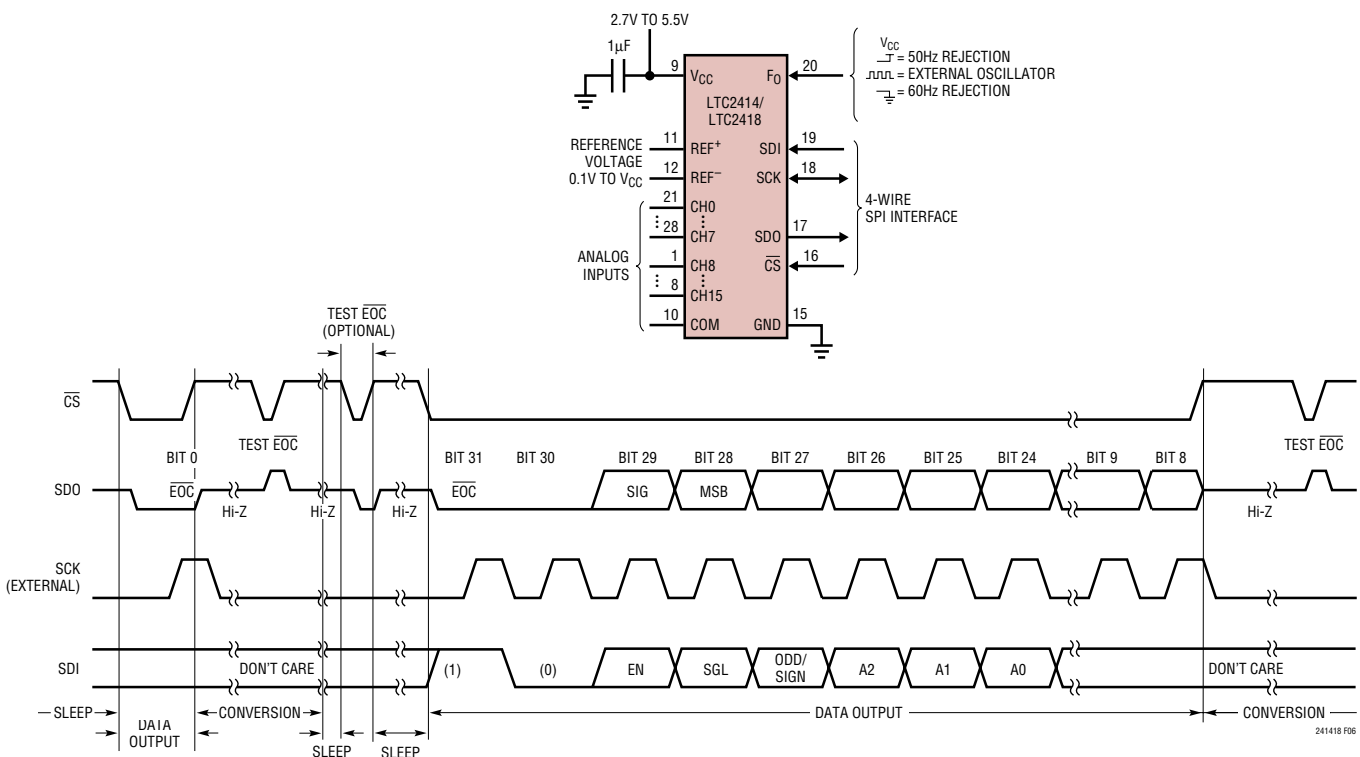 2.7V TO 5.5V
1µF
9 VCC
FO 20
LTC2414/
LTC2418
VCC
= 50Hz REJECTION
= EXTERNAL OSCILLATOR
= 60Hz REJECTION
REFERENCE
VOLTAGE
0.1V TO VCC
11 REF+
12 REF–
SDI 19
SCK 18
SDO 17
CS 16
4-WIRE
SPI INTERFACE
ANALOG
INPUTS
21 CH0
28 CH7
1 CH8
8 CH15
10 COM
GND 15
TEST EOC
(OPTIONAL)
CS
TEST EOC
TEST EOC
BIT 0
BIT 31
BIT 30
BIT 29
BIT 28
BIT 27
BIT 26
BIT 25
BIT 24
BIT 9
BIT 8
SDO
EOC
Hi-Z
Hi-Z
Hi-Z
EOC
SIG
MSB
Hi-Z
SCK
(EXTERNAL)
SDI
DON'T CARE
(1)
(0)
EN
SGL
ODD/
SIGN
A2
A1
A0
DON'T CARE
SLEEP
DATA
OUTPUT
CONVERSION
SLEEP
SLEEP
DATA OUTPUT
CONVERSION
241418 F06